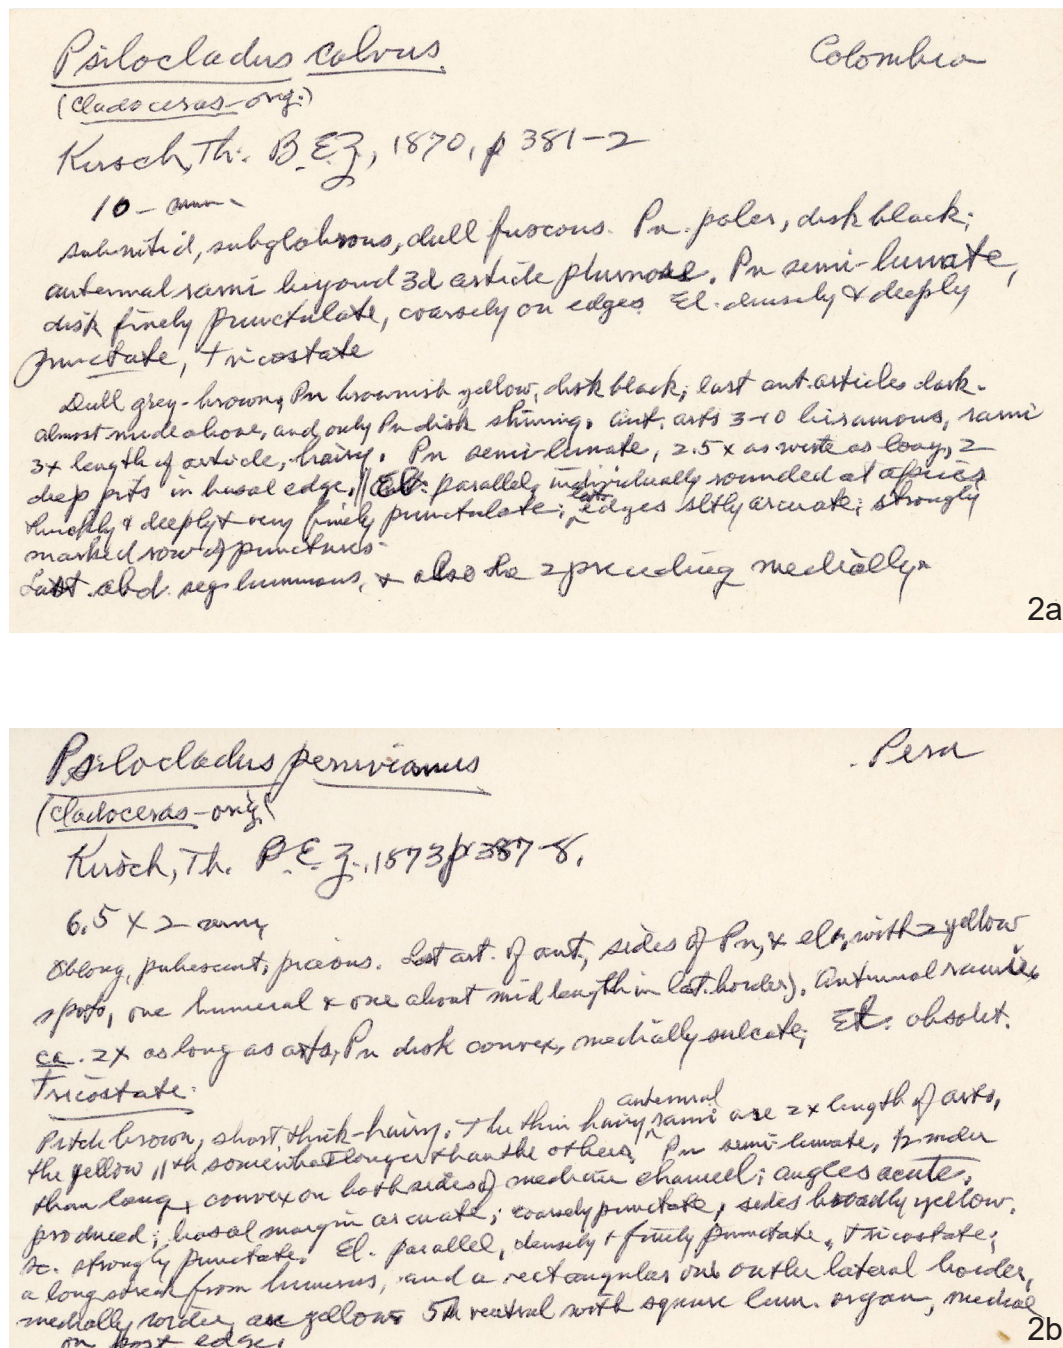 Psilocladus calvus Colombia
(Cladoceras-orig.)
Kirsch, Th. B.E.Z, 1870, p 381-2
10- mm-
subnitid, subglabrous, dull fuscous. Pn. paler, disk black;
antennal rami beyond 3d article plumose. Pn semi-lunate,
disk finely punctulate, coarsely on edges El. densely & deeply
punctate, tricostate
Dull grey-brown, Pn brownish yellow, disk black; last ant. articles dark.
almost nude above, and only Pn disk shining. Ant. arts 3-10 biramous, rami
3x length of article, hairy. Pn semi-lunate, 2.5 x as wide as long, 2
deep pits in basal edge, || El. parallel, individually rounded at apices
thickly & deeply & very finely punctulate; lat. edges sltly arcuate; strongly
marked row of punctures.
Last abd. seg. luminous, & also the 2 preceding medially.
2a
Psilocladus peruvianus Peru
(Cladoceras-orig.)
Kirsch, Th. B.E.Z., 1873 p 387-8.
6.5 x 2 mm,
Oblong, pubescent, piceous. Last art. of ant, sides of Pn, & el, with 2 yellow
spots, one humeral & one about mid length in lat. border). Antennal
ca. 2x as long as arts, Pn disk convex, medially sulcate; El. obsolet.
tricostate.
Pitch brown, short, thick-hairy. The thin hairy antennal rami are 2x length of arts,
the yellow 11th somewhat longer than the others. Pn semi-lunate, wider
than long, convex on both sides of median channel; angles acute,
produced; basal margin arcuate; coarsely punctate, sides broadly yellow.
Sc. strongly punctate. El. parallel, densely & finely punctate, tricostate;
a long streak from humerus, and a rectangular one on the lateral border,
medially wider, are yellow. 5th ventral with square lum. organ, medial
on post edge.
2b